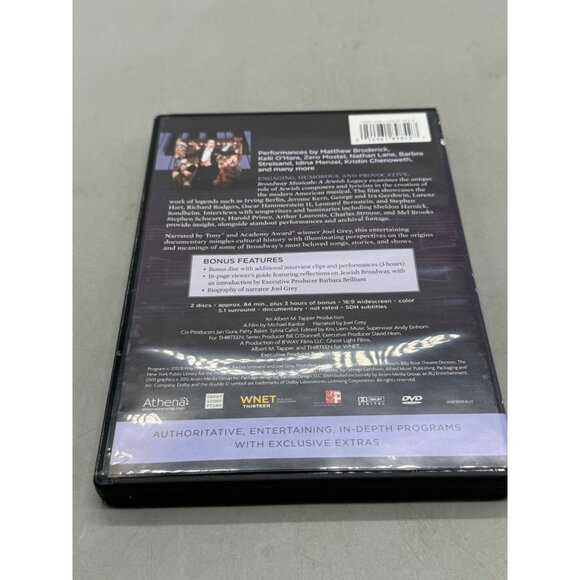 Performances by Matthew Broderick,
Kelli O'Hara, Zero Mostel, Nathan Lane, Barbra
Streisand, Idina Menzel, Kristin Chenoweth,
and many more
ENGAGING, HUMOROUS, AND PROVOCATIVE,
Broadway Musicals: A Jewish Legacy examines the unique
role of Jewish composers and lyricists in the creation of
the modern American musical. The film showcases the
work of legends such as Irving Berlin, Jerome Kern, George and Ira Gershwin, Lorenz
Hart, Richard Rodgers, Oscar Hammerstein II, Leonard Bernstein, and Stephen
Sondheim. Interviews with songwriters and luminaries including Sheldon Harnick,
Stephen Schwartz, Harold Prince, Arthur Laurents, Charles Strouse, and Mel Brooks
provide insight, alongside standout performances and archival footage.
Narrated by Tony and Academy Award winner Joel Grey, this entertaining
documentary mingles cultural history with illuminating perspectives on the origins
and meanings of some of Broadway's most beloved songs, stories, and shows.
BONUS FEATURES
• Bonus disc with additional interview clips and performances (3 hours)
• 16-page viewer's guide featuring reflections on Jewish Broadway, with
an introduction by Executive Producer Barbara Brilliant
• Biography of narrator Joel Grey
2 discs • approx. 84 min., plus 3 hours of bonus • 16:9 widescreen • color
5.1 surround • documentary • not rated • SDH subtitles
An Albert M. Tapper Production
A Film by Michael Kantor Narrated by Joel Grey
Co-Producers Jan Gura, Patty Baker, Sylvia Cahill. Edited by Kris Liem. Music Supervisor Andy Einhorn
For THIRTEEN: Series Producer Bill O'Donnell. Executive Producer David Horn.
A Production of B'Way Films LLC, Ghost Light Films,
Albert M. Tapper, and THIRTEEN for WNET
Executive Producer
Athena
athenalearning.com
GHOST LIGHT FILMS
WNET
THIRTEEN
DOLBY
DIGITAL
DVD
VIDEO
AUTHORITATIVE, ENTERTAINING, IN-DEPTH PROGRAMS
WITH EXCLUSIVE EXTRAS